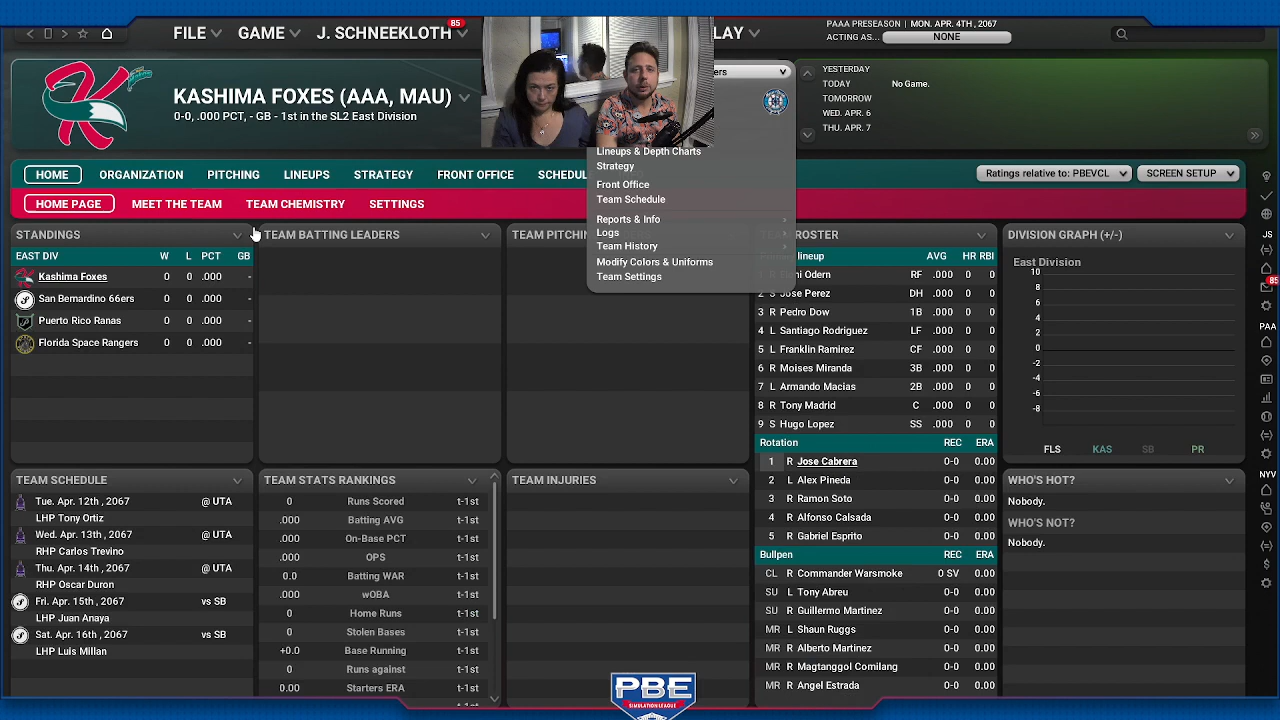 FILE GAME J. SCHNEEKLOTH 85 LAY
PAAA PRESEASON | MON. APR. 4TH, 2067
ACTING AS... NONE
KASHIMA FOXES (AAA, MAU)
0-0, .000 PCT, - GB - 1st in the SL2 East Division
ers
YESTERDAY
TODAY No Game.
TOMORROW
WED. APR. 6
THU. APR. 7
HOME ORGANIZATION PITCHING LINEUPS STRATEGY FRONT OFFICE SCHEDUL
Ratings relative to: PBEVCL SCREEN SETUP
HOME PAGE MEET THE TEAM TEAM CHEMISTRY SETTINGS
Lineups & Depth Charts
Strategy
Front Office
Team Schedule
Reports & Info
Logs
Team History
Modify Colors & Uniforms
Team Settings
STANDINGS
EAST DIV W L PCT GB
Kashima Foxes 0 0 .000 -
San Bernardino 66ers 0 0 .000 -
Puerto Rico Ranas 0 0 .000 -
Florida Space Rangers 0 0 .000 -
TEAM BATTING LEADERS
TEAM PITCHIN
ROSTER
lineup AVG HR RBI
Odern RF .000 0 0
2 S Jose Perez DH .000 0 0
3 R Pedro Dow 1B .000 0 0
4 L Santiago Rodriguez LF .000 0 0
5 L Franklin Ramirez CF .000 0 0
6 R Moises Miranda 3B .000 0 0
7 L Armando Macias 2B .000 0 0
8 R Tony Madrid C .000 0 0
9 S Hugo Lopez SS .000 0 0
Rotation REC ERA
1 R Jose Cabrera 0-0 0.00
2 L Alex Pineda 0-0 0.00
3 R Ramon Soto 0-0 0.00
4 R Alfonso Calsada 0-0 0.00
5 R Gabriel Esprito 0-0 0.00
Bullpen REC ERA
CL R Commander Warsmoke 0 SV 0.00
SU L Tony Abreu 0-0 0.00
SU R Guillermo Martinez 0-0 0.00
MR L Shaun Ruggs 0-0 0.00
MR R Alberto Martinez 0-0 0.00
MR R Magtanggol Comilang 0-0 0.00
MR R Angel Estrada 0-0 0.00
DIVISION GRAPH (+/-)
East Division
10
8
6
4
2
0
-2
-4
-6
-8
FLS KAS SB PR
TEAM SCHEDULE
Tue. Apr. 12th, 2067 @ UTA
LHP Tony Ortiz
Wed. Apr. 13th, 2067 @ UTA
RHP Carlos Trevino
Thu. Apr. 14th, 2067 @ UTA
RHP Oscar Duron
Fri. Apr. 15th, 2067 vs SB
LHP Juan Anaya
Sat. Apr. 16th, 2067 vs SB
LHP Luis Millan
TEAM STATS RANKINGS
0 Runs Scored t-1st
.000 Batting AVG t-1st
.000 On-Base PCT t-1st
.000 OPS t-1st
0.0 Batting WAR t-1st
.000 wOBA t-1st
0 Home Runs t-1st
0 Stolen Bases t-1st
+0.0 Base Running t-1st
0 Runs against t-1st
0.00 Starters ERA t-1st
TEAM INJURIES
WHO'S HOT?
Nobody.
WHO'S NOT?
Nobody.
JS
85
PAA
NYV
PBE
SIMULATION LEAGUE